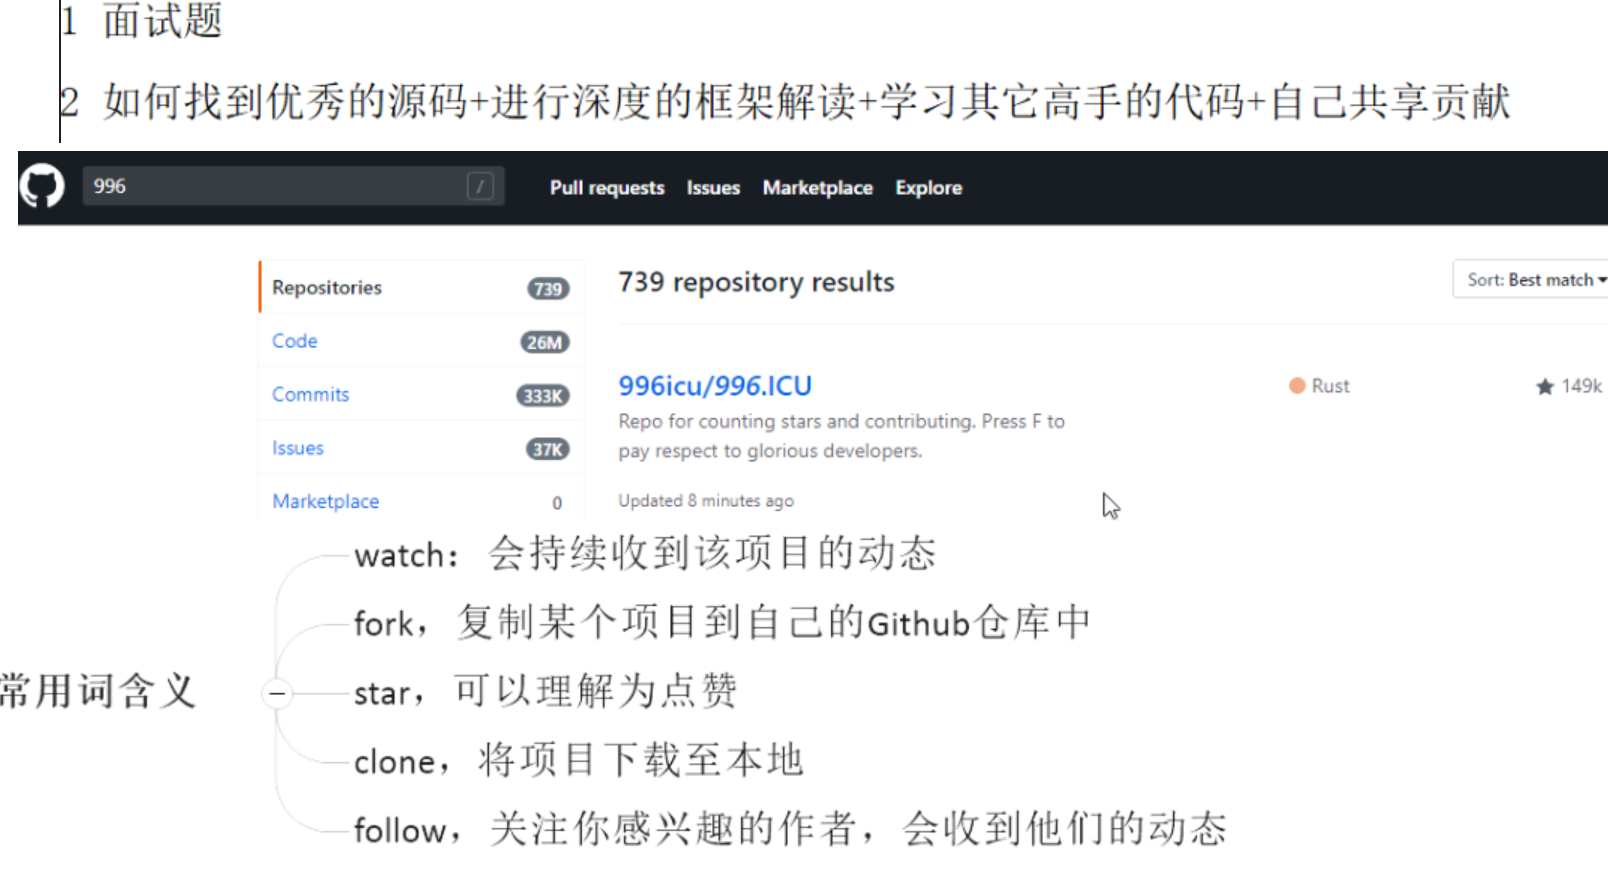 1 面试题
2 如何找到优秀的源码+进行深度的框架解读+学习其它高手的代码+自己共享贡献
996 / Pull requests Issues Marketplace Explore
Repositories 739
Code 26M
Commits 333K
Issues 37K
Marketplace 0
739 repository results Sort: Best match
996icu/996.ICU Rust 149k
Repo for counting stars and contributing. Press F to
pay respect to glorious developers.
Updated 8 minutes ago
常用词含义
watch：会持续收到该项目的动态
fork，复制某个项目到自己的Github仓库中
star，可以理解为点赞
clone，将项目下载至本地
follow，关注你感兴趣的作者，会收到他们的动态